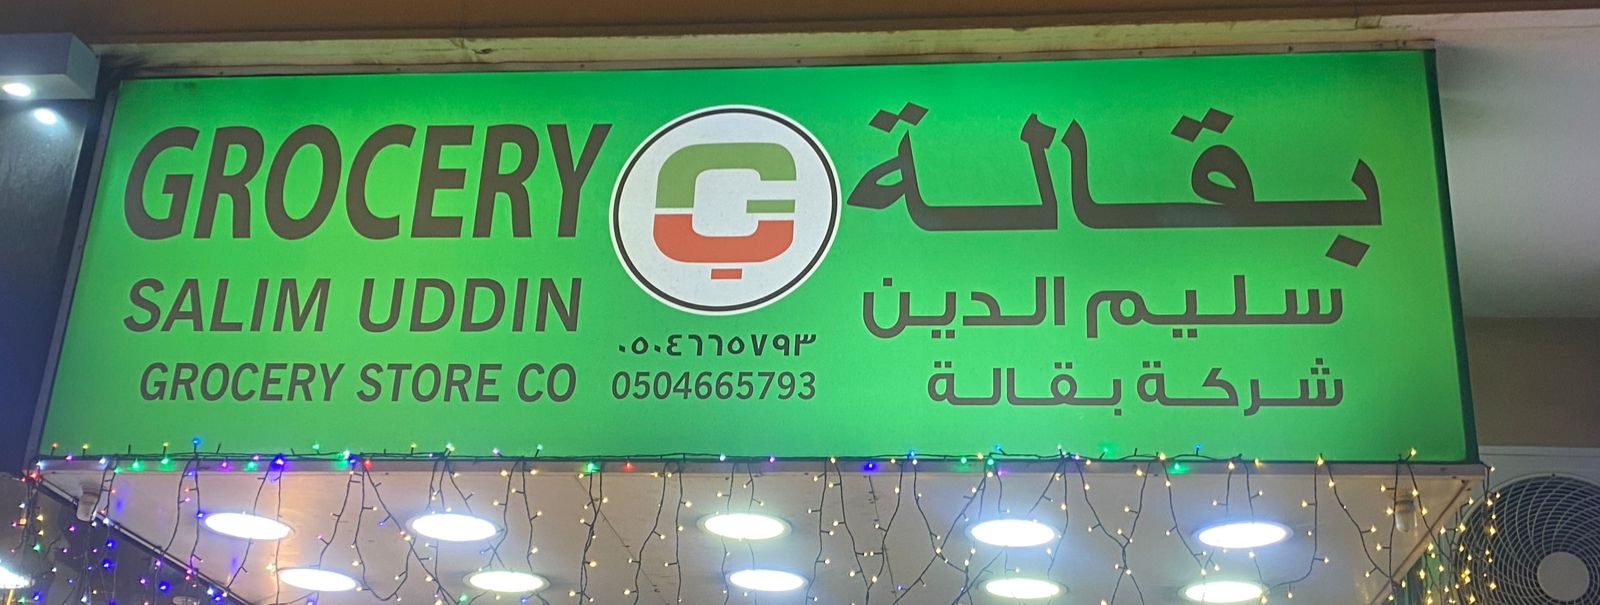 GROCERY
بقالة
SALIM UDDIN
سليم الدين
٠٥٠٤٦٦٥٧٩٣
GROCERY STORE CO
0504665793
شركة بقالة